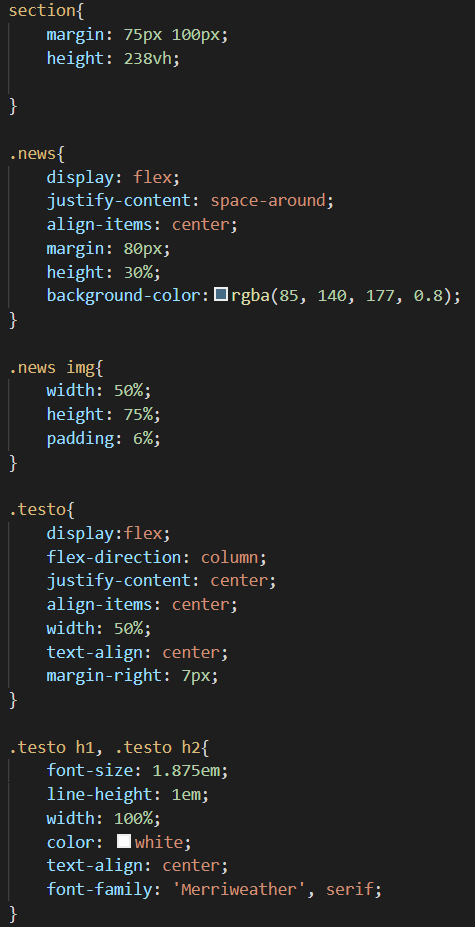 section{
    margin: 75px 100px;
    height: 238vh;

}

.news{
    display: flex;
    justify-content: space-around;
    align-items: center;
    margin: 80px;
    height: 30%;
    background-color: rgba(85, 140, 177, 0.8);
}

.news img{
    width: 50%;
    height: 75%;
    padding: 6%;
}

.testo{
    display:flex;
    flex-direction: column;
    justify-content: center;
    align-items: center;
    width: 50%;
    text-align: center;
    margin-right: 7px;
}

.testo h1, .testo h2{
    font-size: 1.875em;
    line-height: 1em;
    width: 100%;
    color: white;
    text-align: center;
    font-family: 'Merriweather', serif;
}